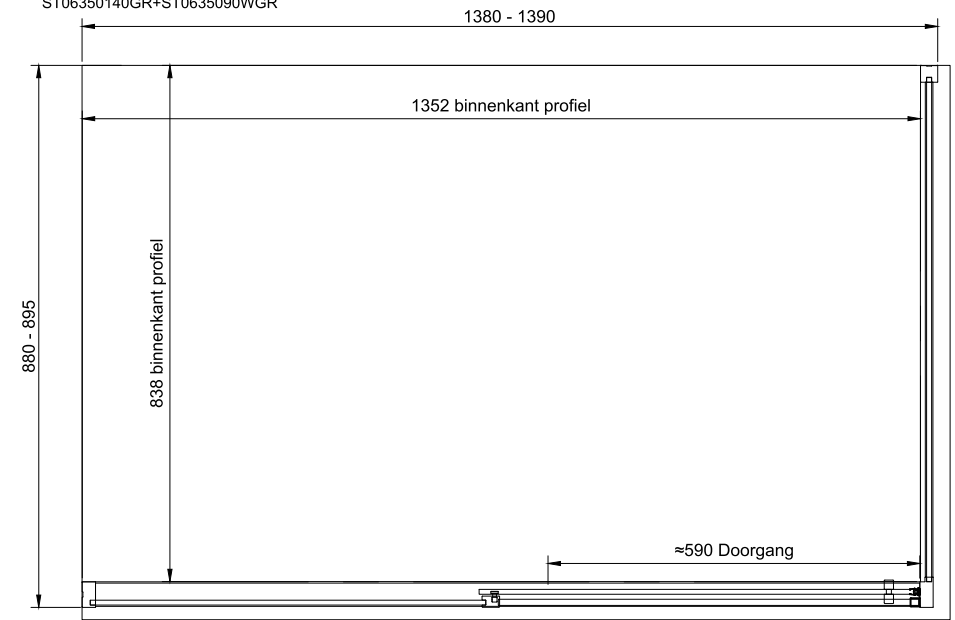 ST06350140GR+ST0635090WGR
1380 - 1390
1352 binnenkant profiel
838 binnenkant profiel
880 - 895
≈590 Doorgang